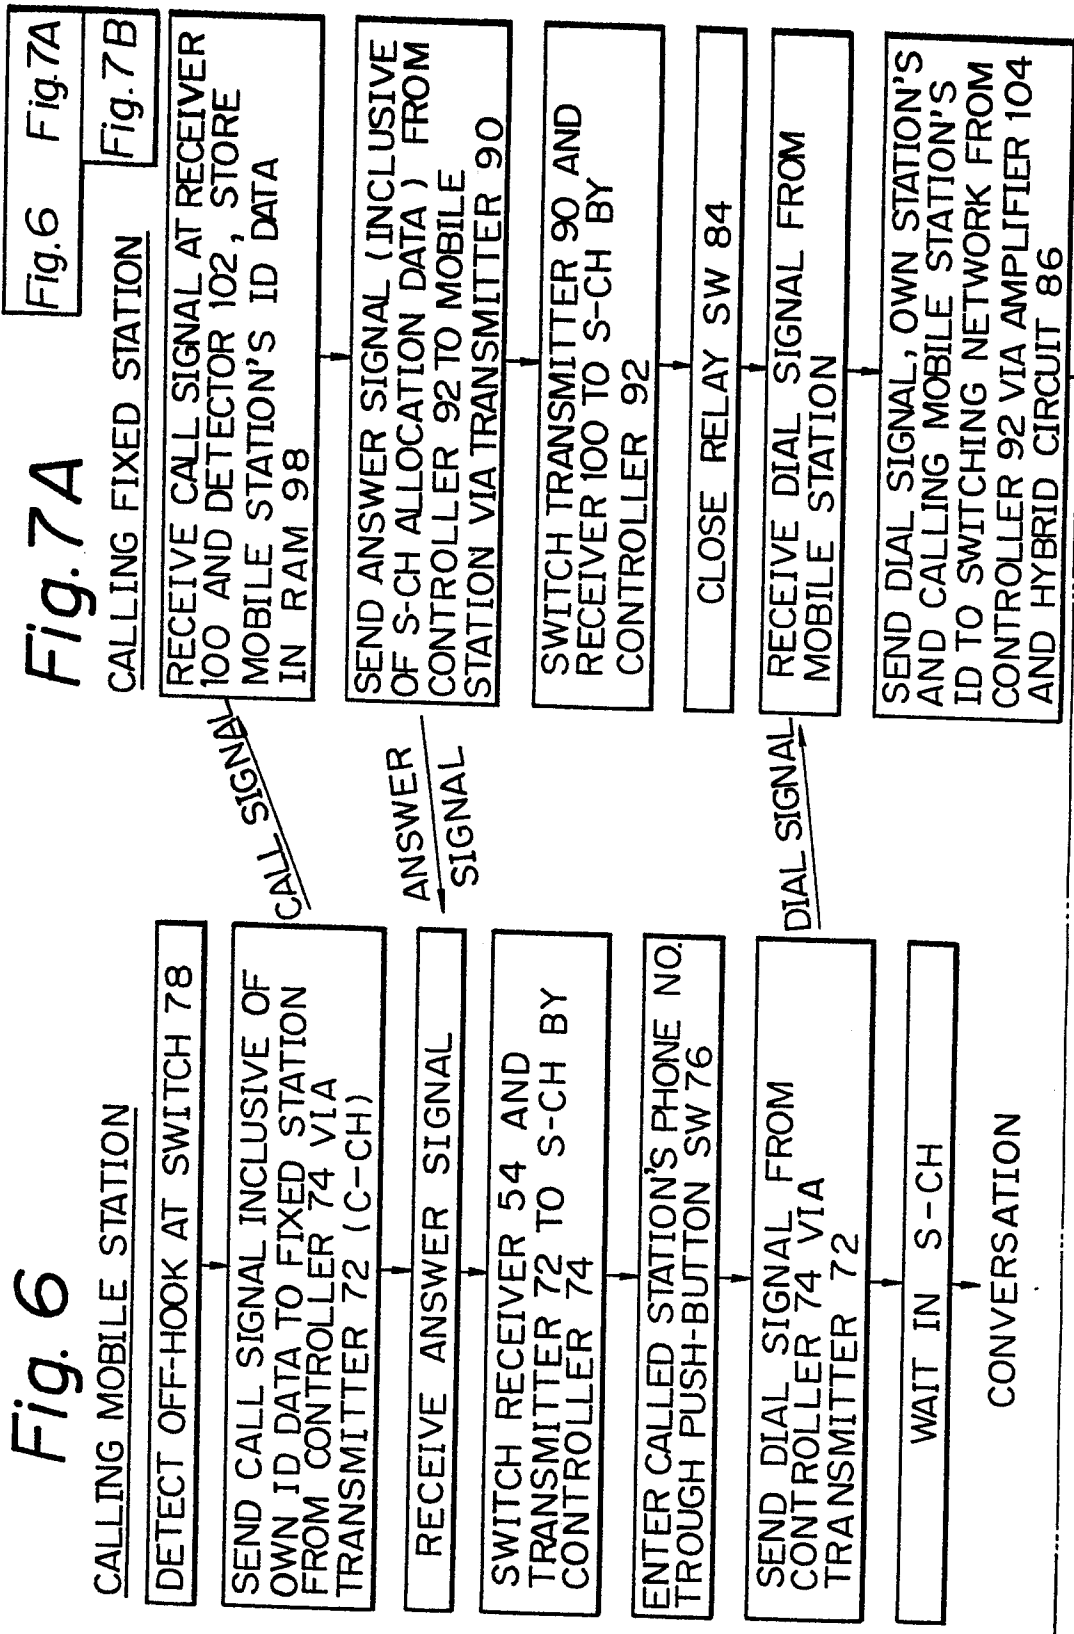 Fig. 6
CALLING MOBILE STATION
DETECT OFF-HOOK AT SWITCH 78
SEND CALL SIGNAL INCLUSIVE OF
OWN ID DATA TO FIXED STATION
FROM CONTROLLER 74 VIA
TRANSMITTER 72 (C-CH)
RECEIVE ANSWER SIGNAL
SWITCH RECEIVER 54 AND
TRANSMITTER 72 TO S-CH BY
CONTROLLER 74
ENTER CALLED STATION'S PHONE NO.
TROUGH PUSH-BUTTON SW 76
SEND DIAL SIGNAL FROM
CONTROLLER 74 VIA
TRANSMITTER 72
WAIT IN S-CH
CONVERSATION
CALL SIGNAL
ANSWER
SIGNAL
DIAL SIGNAL
Fig. 7A
Fig.6 Fig.7A
Fig.7B
CALLING FIXED STATION
RECEIVE CALL SIGNAL AT RECEIVER
100 AND DETECTOR 102, STORE
MOBILE STATION'S ID DATA
IN RAM 98
SEND ANSWER SIGNAL (INCLUSIVE
OF S-CH ALLOCATION DATA) FROM
CONTROLLER 92 TO MOBILE
STATION VIA TRANSMITTER 90
SWITCH TRANSMITTER 90 AND
RECEIVER 100 TO S-CH BY
CONTROLLER 92
CLOSE RELAY SW 84
RECEIVE DIAL SIGNAL FROM
MOBILE STATION
SEND DIAL SIGNAL, OWN STATION'S
AND CALLING MOBILE STATION'S
ID TO SWITCHING NETWORK FROM
CONTROLLER 92 VIA AMPLIFIER 104
AND HYBRID CIRCUIT 86